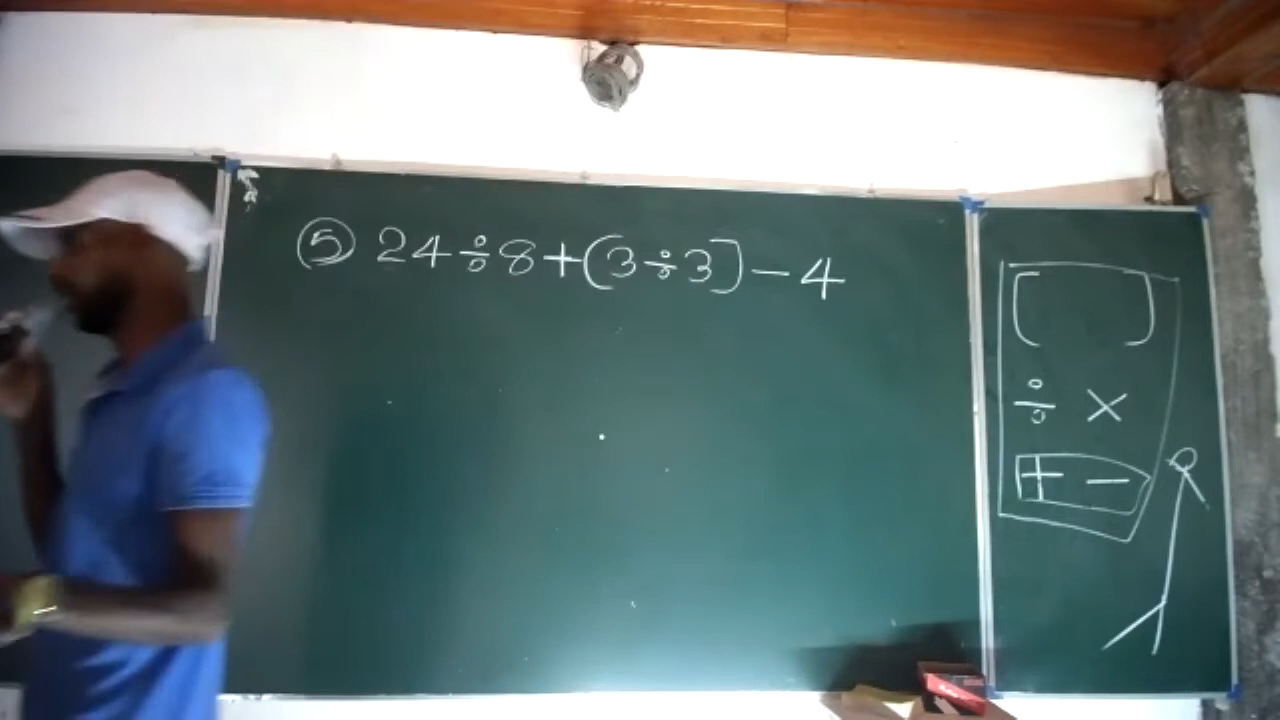 ⑤ 24÷8+(3÷3)-4
( )
÷ ×
+ -